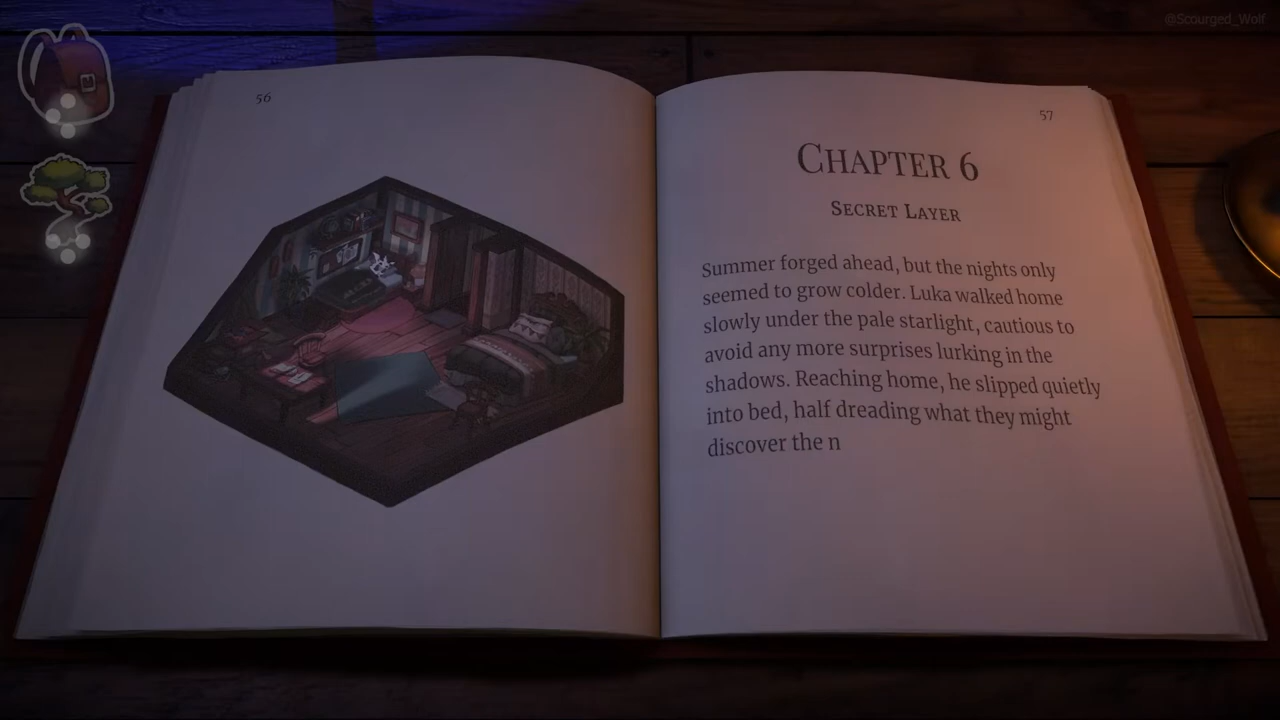 @Scourged_Wolf
56
57
Chapter 6
Secret Layer
Summer forged ahead, but the nights only
seemed to grow colder. Luka walked home
slowly under the pale starlight, cautious to
avoid any more surprises lurking in the
shadows. Reaching home, he slipped quietly
into bed, half dreading what they might
discover the n